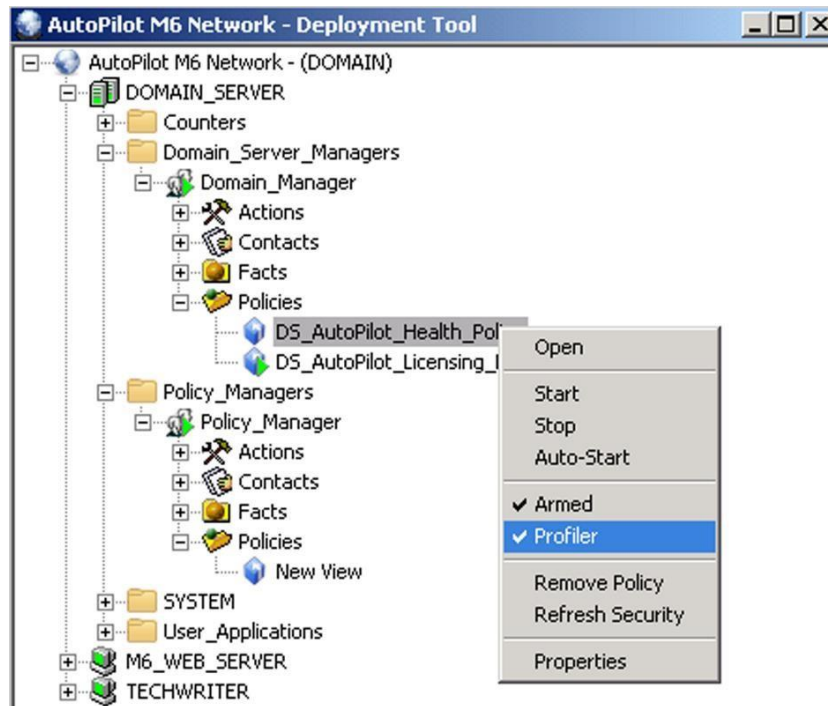 AutoPilot M6 Network - Deployment Tool
AutoPilot M6 Network - (DOMAIN)
DOMAIN_SERVER
Counters
Domain_Server_Managers
Domain_Manager
Actions
Contacts
Facts
Policies
DS_AutoPilot_Health_Poli
DS_AutoPilot_Licensing_
Policy_Managers
Policy_Manager
Actions
Contacts
Facts
Policies
New View
SYSTEM
User_Applications
M6_WEB_SERVER
TECHWRITER
Open
Start
Stop
Auto-Start
Armed
Profiler
Remove Policy
Refresh Security
Properties